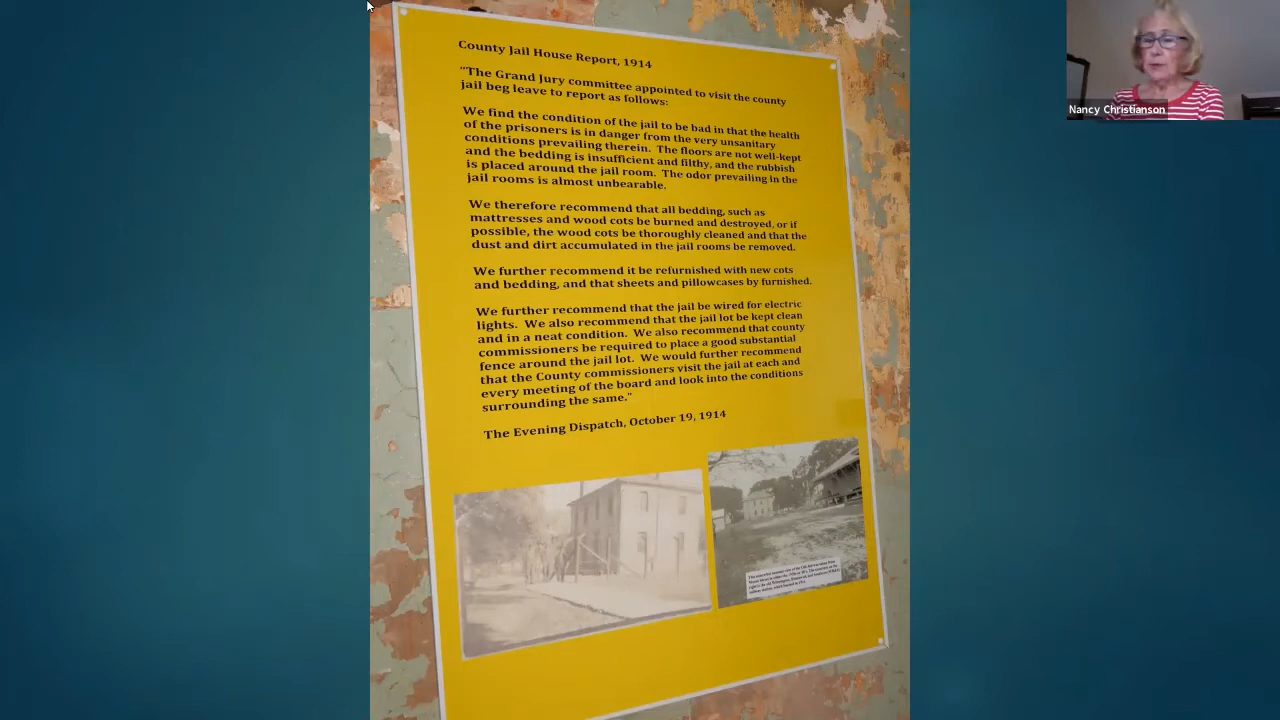 County Jail House Report, 1914
"The Grand Jury committee appointed to visit the county
jail beg leave to report as follows:
We find the condition of the jail to be bad in that the health
of the prisoners is in danger from the very unsanitary
conditions prevailing therein. The floors are not well-kept
and the bedding is insufficient and filthy, and the rubbish
is placed around the jail room. The odor prevailing in the
jail rooms is almost unbearable.
We therefore recommend that all bedding, such as
mattresses and wood cots be burned and destroyed, or if
possible, the wood cots be thoroughly cleaned and that the
dust and dirt accumulated in the jail rooms be removed.
We further recommend it be refurnished with new cots
and bedding, and that sheets and pillowcases by furnished.
We further recommend that the jail be wired for electric
lights. We also recommend that the jail lot be kept clean
and in a neat condition. We also recommend that county
commissioners be required to place a good substantial
fence around the jail lot. We would further recommend
that the County commissioners visit the jail at each and
every meeting of the board and look into the conditions
surrounding the same."
The Evening Dispatch, October 19, 1914
Nancy Christianson